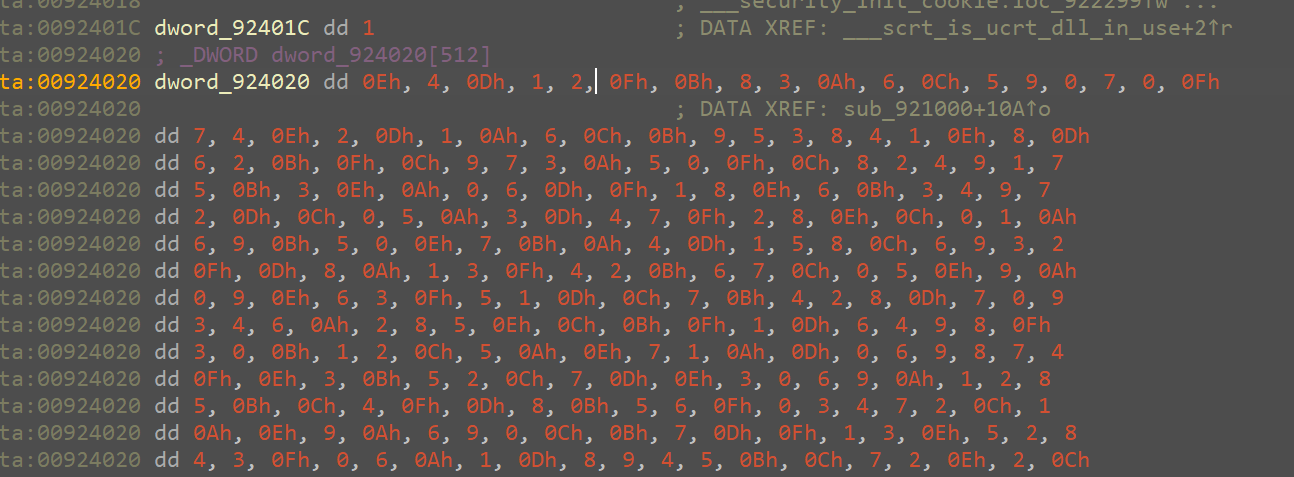 ta:00924018 ; ___security_init_cookie:loc_922299↑w ...
ta:0092401C dword_92401C dd 1 ; DATA XREF: ___scrt_is_ucrt_dll_in_use+2↑r
ta:00924020 ; _DWORD dword_924020[512]
ta:00924020 dword_924020 dd 0Eh, 4, 0Dh, 1, 2, 0Fh, 0Bh, 8, 3, 0Ah, 6, 0Ch, 5, 9, 0, 7, 0, 0Fh
ta:00924020 ; DATA XREF: sub_921000+10A↑o
ta:00924020 dd 7, 4, 0Eh, 2, 0Dh, 1, 0Ah, 6, 0Ch, 0Bh, 9, 5, 3, 8, 4, 1, 0Eh, 8, 0Dh
ta:00924020 dd 6, 2, 0Bh, 0Fh, 0Ch, 9, 7, 3, 0Ah, 5, 0, 0Fh, 0Ch, 8, 2, 4, 9, 1, 7
ta:00924020 dd 5, 0Bh, 3, 0Eh, 0Ah, 0, 6, 0Dh, 0Fh, 1, 8, 0Eh, 6, 0Bh, 3, 4, 9, 7
ta:00924020 dd 2, 0Dh, 0Ch, 0, 5, 0Ah, 3, 0Dh, 4, 7, 0Fh, 2, 8, 0Eh, 0Ch, 0, 1, 0Ah
ta:00924020 dd 6, 9, 0Bh, 5, 0, 0Eh, 7, 0Bh, 0Ah, 4, 0Dh, 1, 5, 8, 0Ch, 6, 9, 3, 2
ta:00924020 dd 0Fh, 0Dh, 8, 0Ah, 1, 3, 0Fh, 4, 2, 0Bh, 6, 7, 0Ch, 0, 5, 0Eh, 9, 0Ah
ta:00924020 dd 0, 9, 0Eh, 6, 3, 0Fh, 5, 1, 0Dh, 0Ch, 7, 0Bh, 4, 2, 8, 0Dh, 7, 0, 9
ta:00924020 dd 3, 4, 6, 0Ah, 2, 8, 5, 0Eh, 0Ch, 0Bh, 0Fh, 1, 0Dh, 6, 4, 9, 8, 0Fh
ta:00924020 dd 3, 0, 0Bh, 1, 2, 0Ch, 5, 0Ah, 0Eh, 7, 1, 0Ah, 0Dh, 0, 6, 9, 8, 7, 4
ta:00924020 dd 0Fh, 0Eh, 3, 0Bh, 5, 2, 0Ch, 7, 0Dh, 0Eh, 3, 0, 6, 9, 0Ah, 1, 2, 8
ta:00924020 dd 5, 0Bh, 0Ch, 4, 0Fh, 0Dh, 8, 0Bh, 5, 6, 0Fh, 0, 3, 4, 7, 2, 0Ch, 1
ta:00924020 dd 0Ah, 0Eh, 9, 0Ah, 6, 9, 0, 0Ch, 0Bh, 7, 0Dh, 0Fh, 1, 3, 0Eh, 5, 2, 8
ta:00924020 dd 4, 3, 0Fh, 0, 6, 0Ah, 1, 0Dh, 8, 9, 4, 5, 0Bh, 0Ch, 7, 2, 0Eh, 2, 0Ch